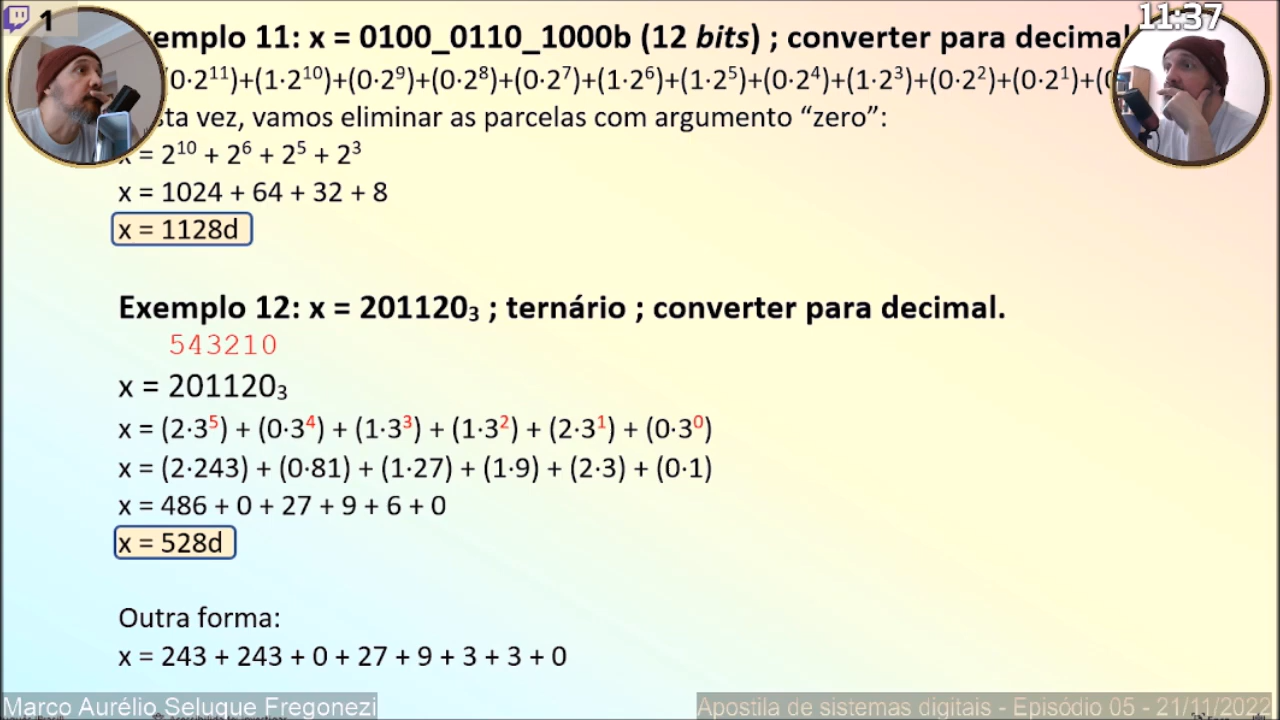 1
11:37
emplo 11: x = 0100_0110_1000b (12 bits) ; converter para decimal
(0·2¹¹)+(1·2¹⁰)+(0·2⁹)+(0·2⁸)+(0·2⁷)+(1·2⁶)+(1·2⁵)+(0·2⁴)+(1·2³)+(0·2²)+(0·2¹)+(
sta vez, vamos eliminar as parcelas com argumento “zero”:
x = 2¹⁰ + 2⁶ + 2⁵ + 2³
x = 1024 + 64 + 32 + 8
x = 1128d
Exemplo 12: x = 201120₃ ; ternário ; converter para decimal.
543210
x = 201120₃
x = (2·3⁵) + (0·3⁴) + (1·3³) + (1·3²) + (2·3¹) + (0·3⁰)
x = (2·243) + (0·81) + (1·27) + (1·9) + (2·3) + (0·1)
x = 486 + 0 + 27 + 9 + 6 + 0
x = 528d
Outra forma:
x = 243 + 243 + 0 + 27 + 9 + 3 + 3 + 0
Marco Aurélio Seluque Fregonezi
Apostila de sistemas digitais - Episódio 05 - 21/11/2022